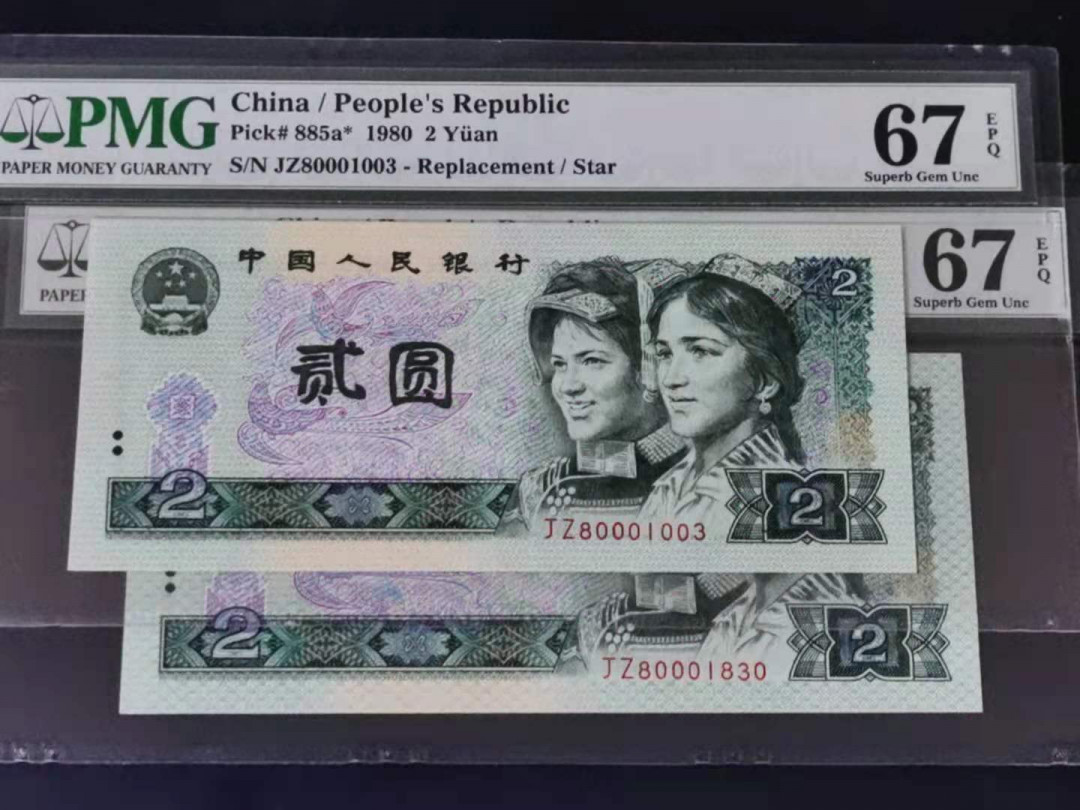 PMG
PAPER MONEY GUARANTY
China / People's Republic
Pick# 885a* 1980 2 Yüan
S/N JZ80001003 - Replacement / Star
67
EPQ
Superb Gem Unc
PAPE
67
EPQ
Superb Gem Unc
中国人民银行
2
贰圆
2
JZ80001003
2
2
JZ80001830
2